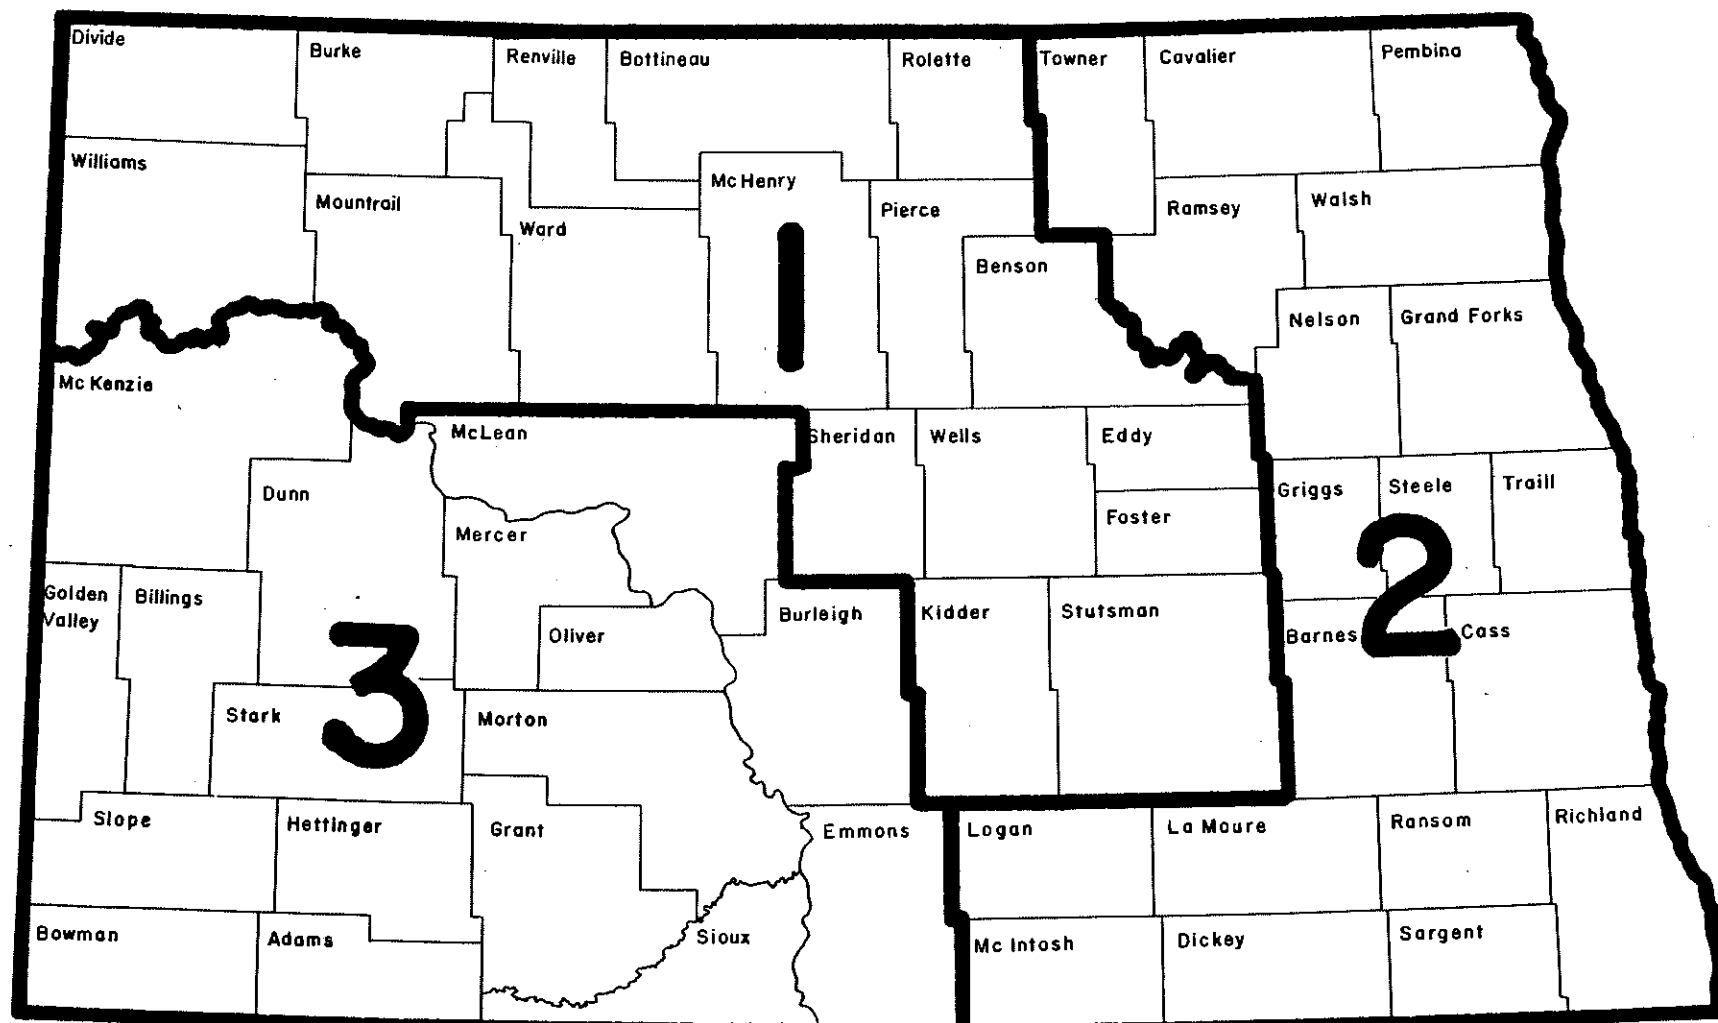 Divide
Burke
Renville
Bottineau
Rolette
Towner
Cavalier
Pembina
Williams
Mountrail
Ward
McHenry
Pierce
Benson
Ramsey
Walsh
1
Nelson
Grand Forks
Mc Kenzie
McLean
Sheridan
Wells
Eddy
Griggs
Steele
Traill
Dunn
Mercer
Foster
2
Golden
Valley
Billings
Oliver
Burleigh
Kidder
Stutsman
Barnes
Cass
3
Stark
Morton
Slope
Hettinger
Grant
Emmons
Logan
La Moure
Ransom
Richland
Bowman
Adams
Sioux
Mc Intosh
Dickey
Sargent